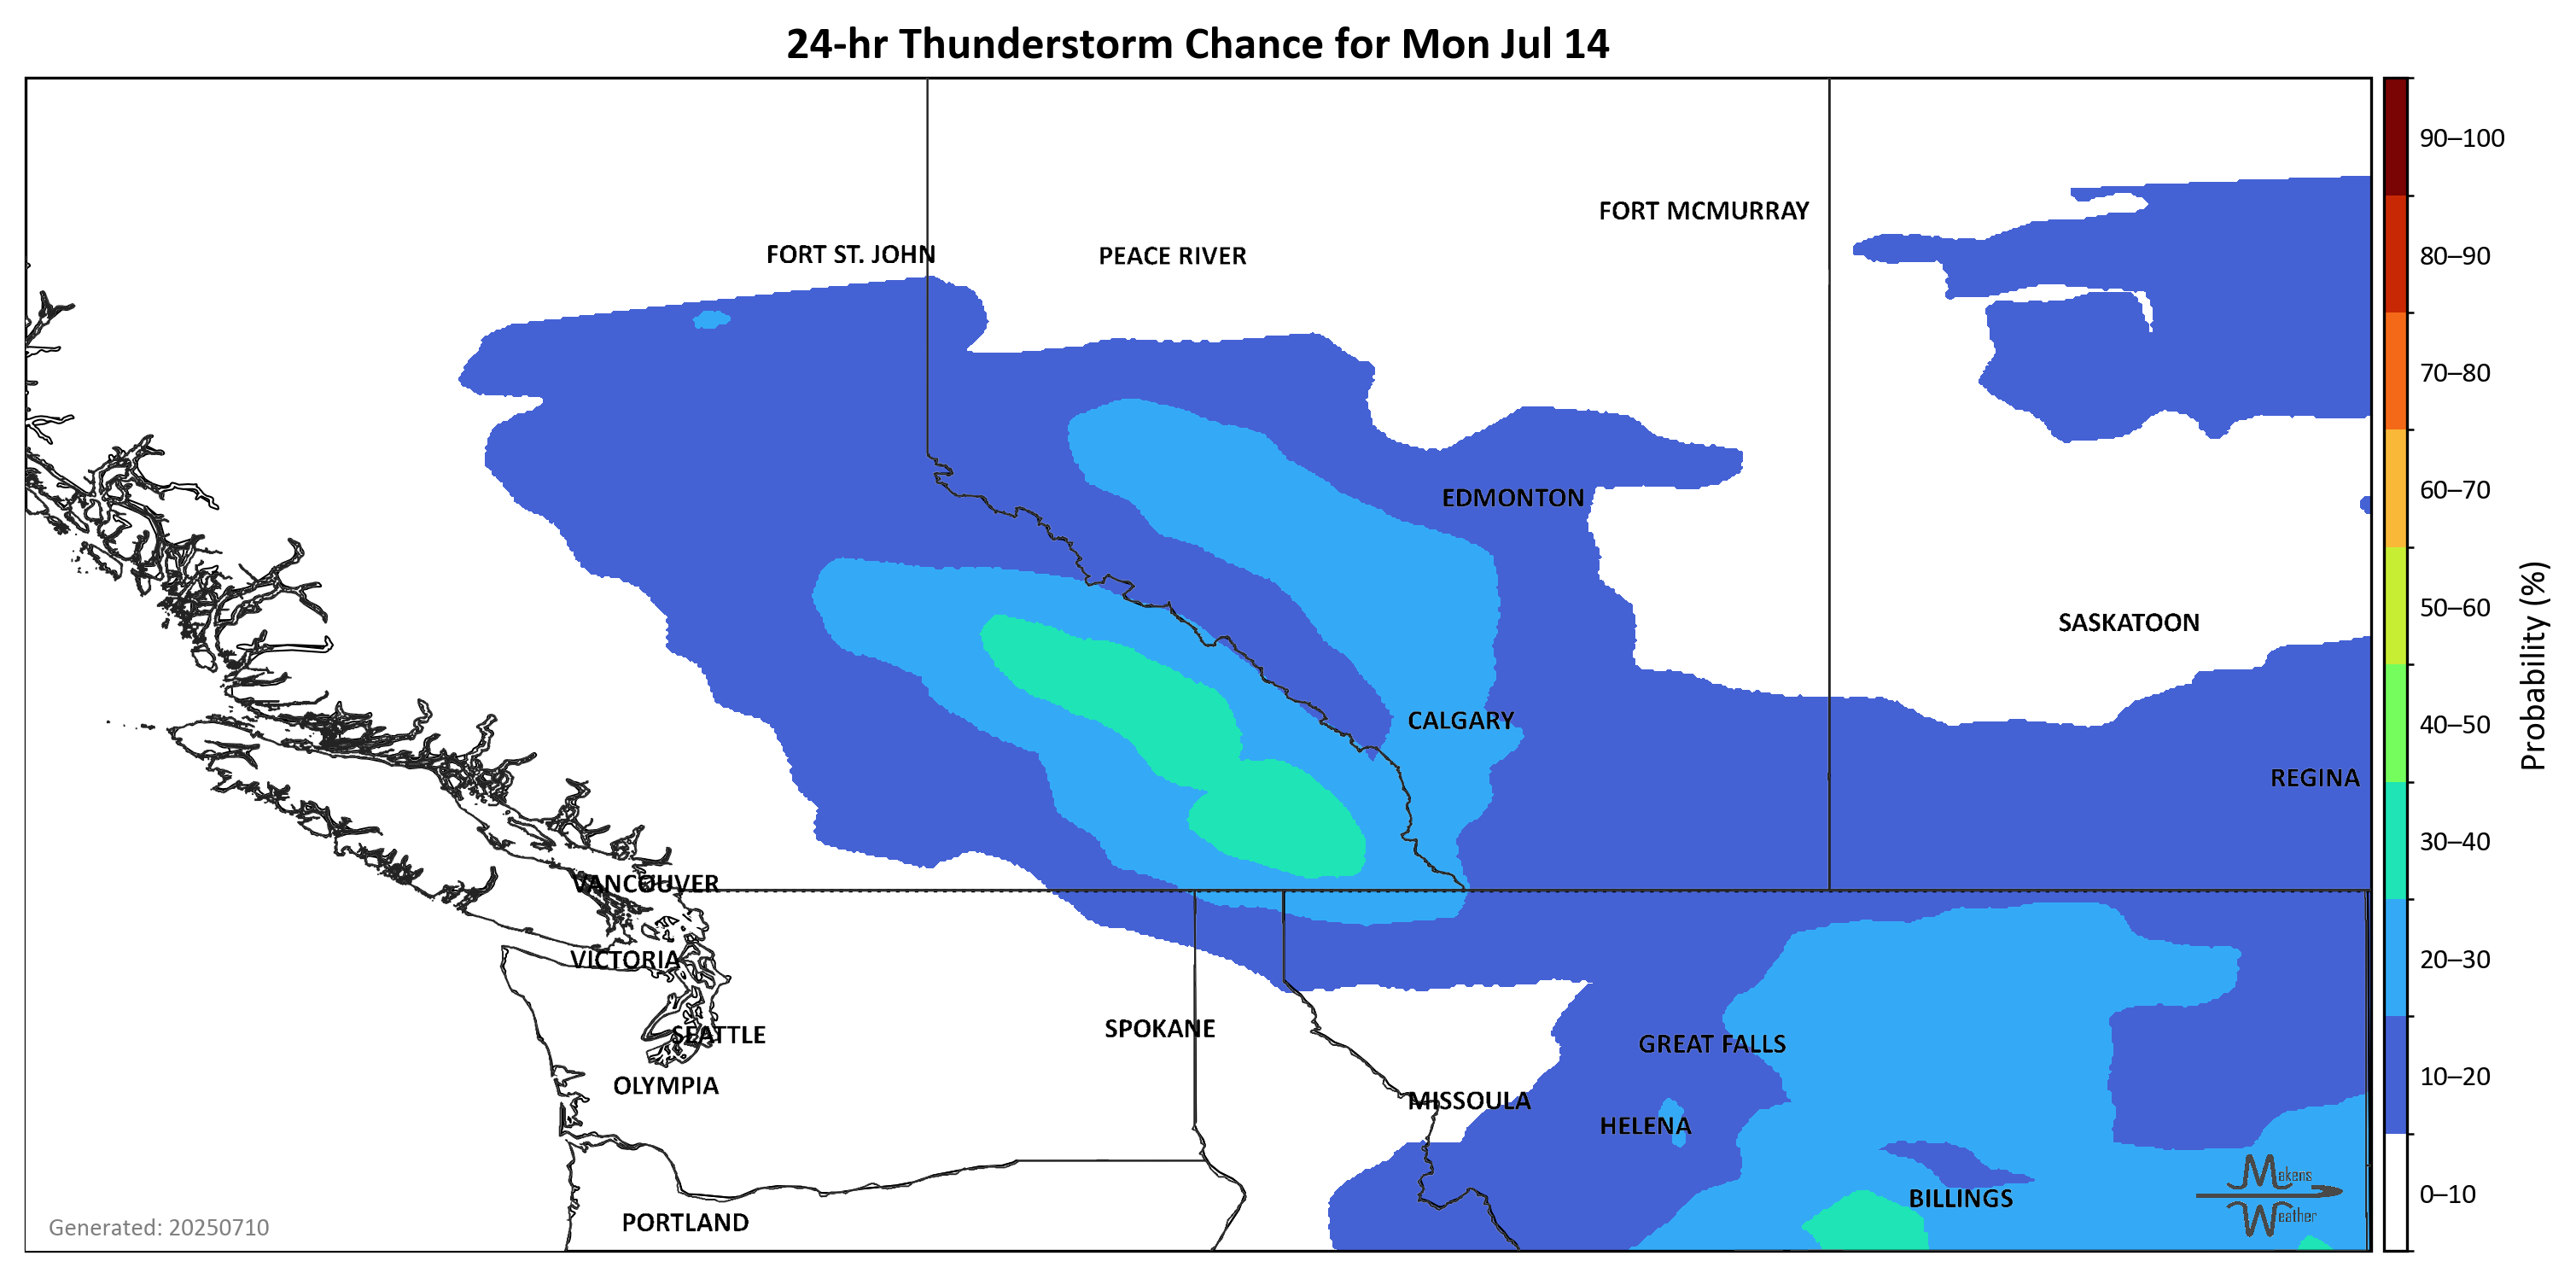 24-hr Thunderstorm Chance for Mon Jul 14
90–100
FORT MCMURRAY
FORT ST. JOHN
PEACE RIVER
80–90
70–80
EDMONTON
60–70
SASKATOON
50–60
CALGARY
40–50
REGINA
Probability (%)
30–40
VANCOUVER
VICTORIA
20–30
SPOKANE
SEATTLE
GREAT FALLS
OLYMPIA
MISSOULA
10–20
HELENA
Makens
Weather
BILLINGS
0–10
PORTLAND
Generated: 20250710